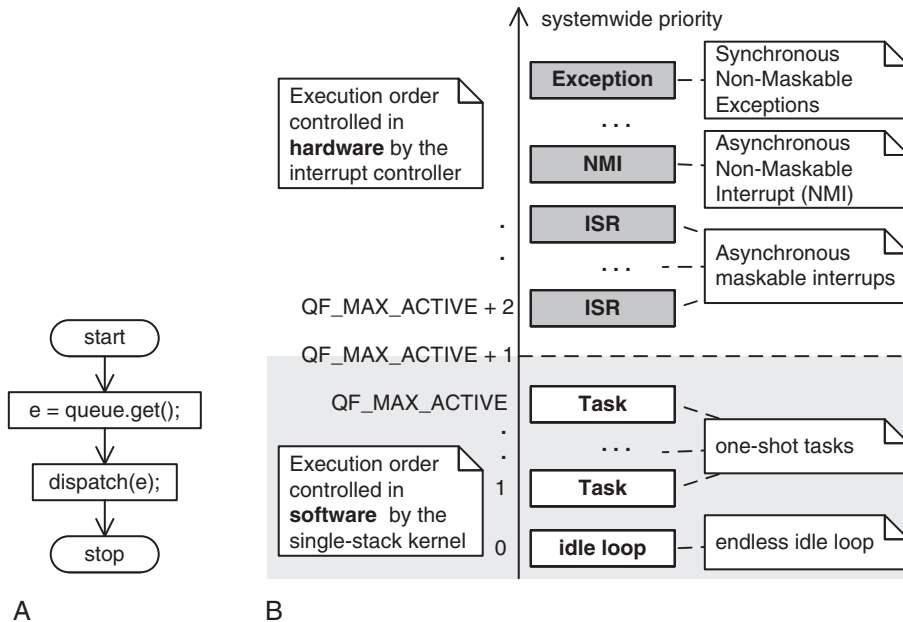 systemwide priority
Execution order
controlled in
hardware by the
interrupt controller
Exception
Synchronous
Non-Maskable
Exceptions
. . .
NMI
Asynchronous
Non-Maskable
Interrupt (NMI)
.
.
ISR
. . .
Asynchronous
maskable interrups
QF_MAX_ACTIVE + 2
ISR
QF_MAX_ACTIVE + 1
start
e = queue.get();
dispatch(e);
stop
QF_MAX_ACTIVE
Task
.
.
. . .
one-shot tasks
Execution order
controlled in
software by the
single-stack kernel
1
Task
0
idle loop
endless idle loop
A
B